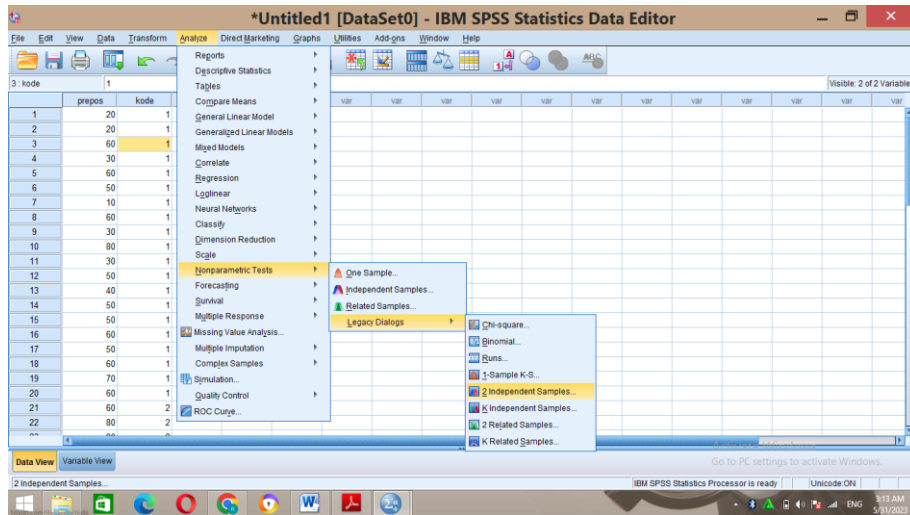 *Untitled1 [DataSet0] - IBM SPSS Statistics Data Editor
File Edit View Data Transform Analyze Direct Marketing Graphs Utilities Add-ons Window Help
3 : kode 1 Visible: 2 of 2 Variable
prepos kode var var var var var var var var var var
1 20 1
2 20 1
3 60 1
4 30 1
5 60 1
6 50 1
7 10 1
8 60 1
9 30 1
10 80 1
11 30 1
12 50 1
13 40 1
14 50 1
15 50 1
16 60 1
17 50 1
18 60 1
19 70 1
20 60 1
21 60 2
22 80 2
Reports
Descriptive Statistics
Tables
Compare Means
General Linear Model
Generalized Linear Models
Mixed Models
Correlate
Regression
Loglinear
Neural Networks
Classify
Dimension Reduction
Scale
Nonparametric Tests
Forecasting
Survival
Multiple Response
Missing Value Analysis...
Multiple Imputation
Complex Samples
Simulation...
Quality Control
ROC Curve...
One Sample...
Independent Samples...
Related Samples...
Legacy Dialogs
Chi-square...
Binomial...
Runs...
1-Sample K-S...
2 Independent Samples...
K Independent Samples...
2 Related Samples...
K Related Samples...
Go to PC settings to activate Windows.
Data View Variable View
2 Independent Samples... IBM SPSS Statistics Processor is ready Unicode:ON
ENG
3:13 AM
5/31/2023